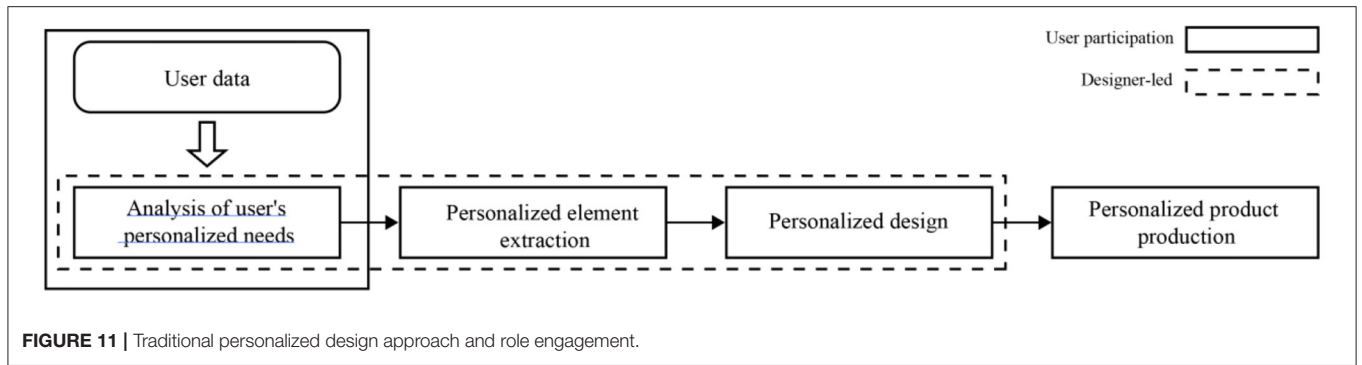 User participation
Designer-led
User data
Analysis of user's
personalized needs
Personalized element
extraction
Personalized design
Personalized product
production
FIGURE 11 | Traditional personalized design approach and role engagement.